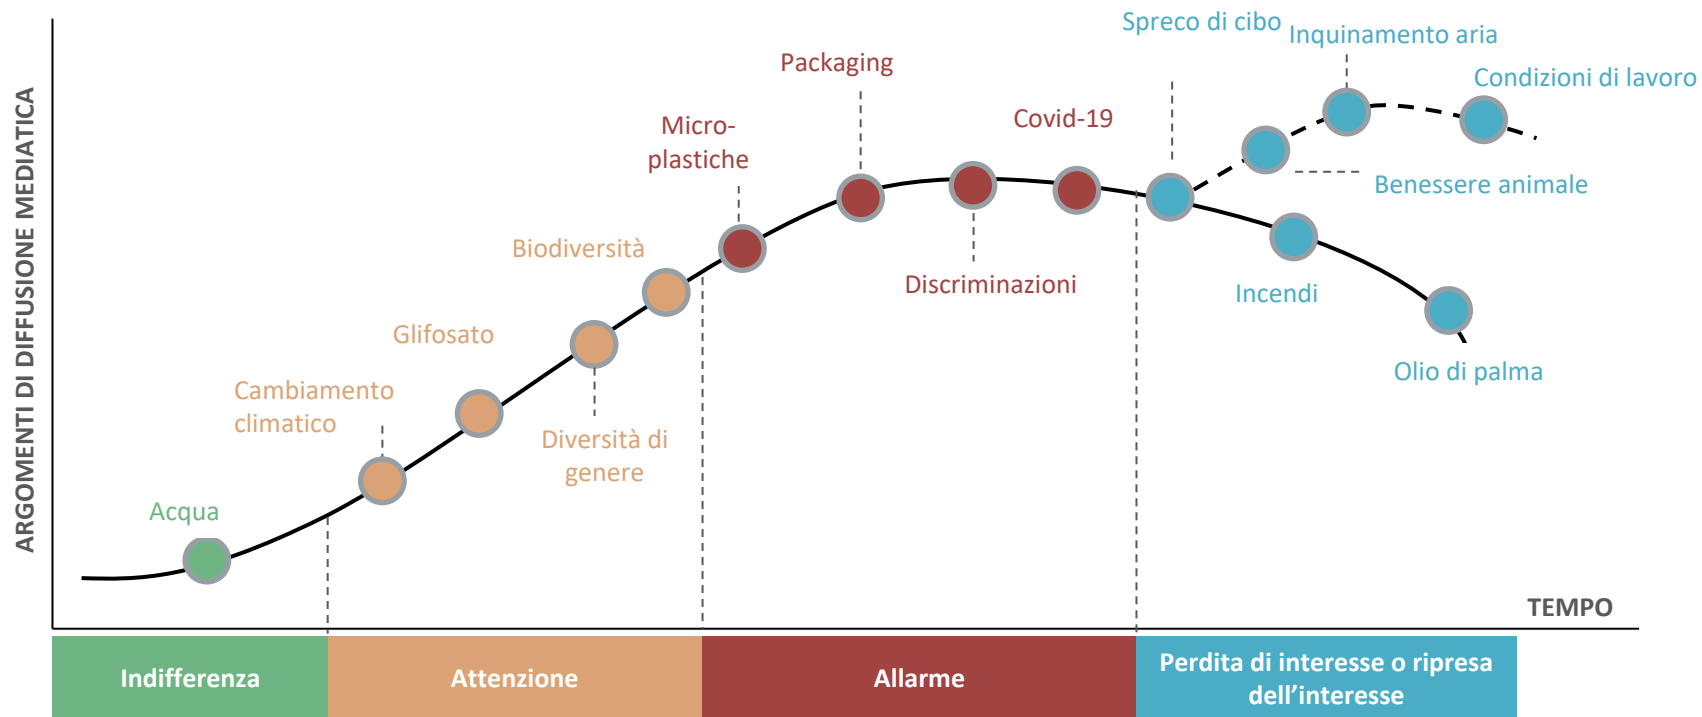 Spreco di cibo
Inquinamento aria
Packaging
Condizioni di lavoro
Covid-19
Micro-
plastiche
Benessere animale
Biodiversità
Discriminazioni
Incendi
Glifosato
Olio di palma
Cambiamento
climatico
Diversità di
genere
Acqua
ARGOMENTI DI DIFFUSIONE MEDIATICA
TEMPO
Indifferenza
Attenzione
Allarme
Perdita di interesse o ripresa
dell'interesse